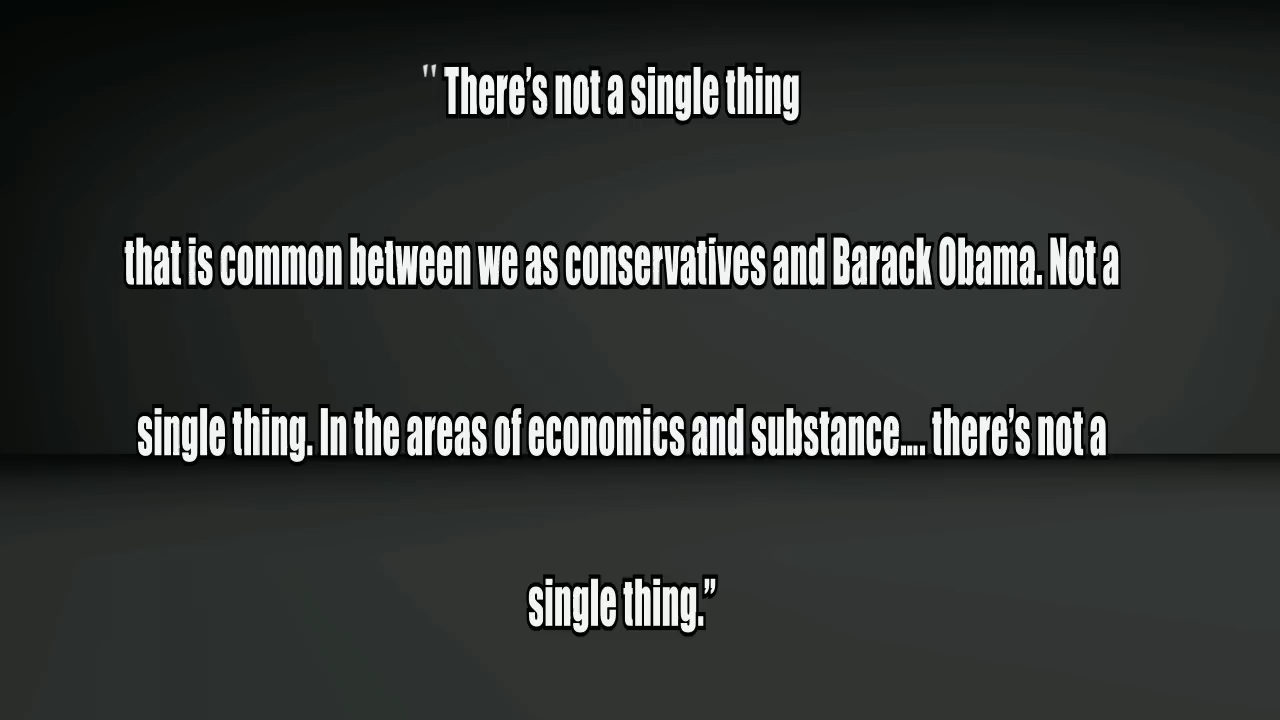 " There’s not a single thing
that is common between we as conservatives and Barack Obama. Not a
single thing. In the areas of economics and substance.... there’s not a
single thing.”